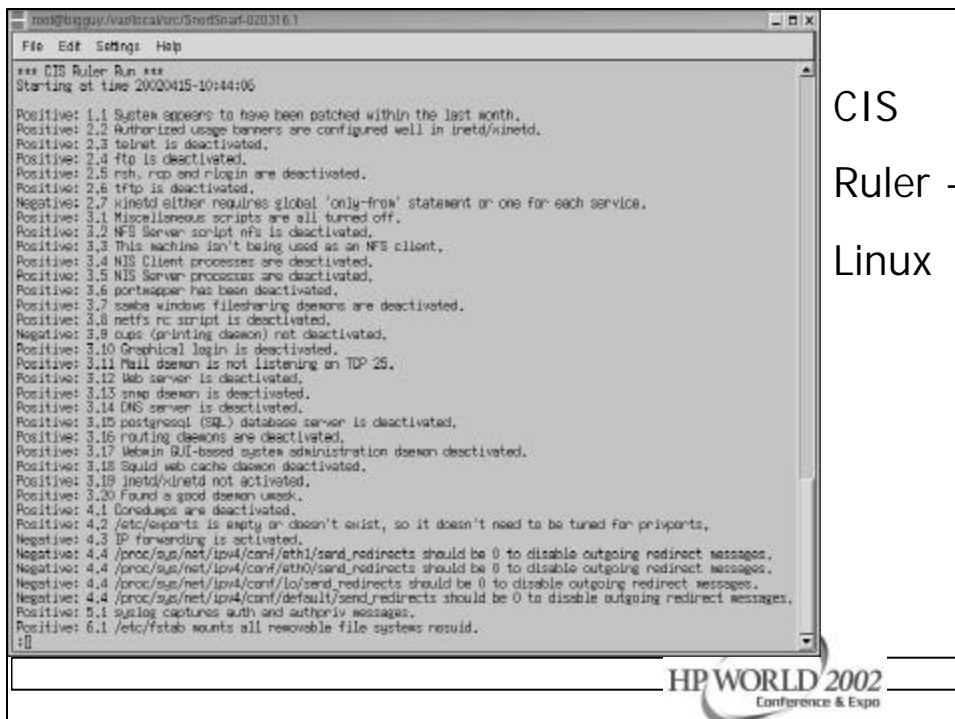 root@bigguy:/var/local/src/SnortSnarf-020316.1
File Edit Settings Help
*** CIS Ruler Run ***
Starting at time 20020415-10:44:06
Positive: 1.1 System appears to have been patched within the last month.
Positive: 2.2 Authorized usage banners are configured well in inetd/xinetd.
Positive: 2.3 telnet is deactivated.
Positive: 2.4 ftp is deactivated.
Positive: 2.5 rsh, rcp and rlogin are deactivated.
Positive: 2.6 tftp is deactivated.
Negative: 2.7 xinetd either requires global 'only-from' statement or one for each service.
Positive: 3.1 Miscellaneous scripts are all turned off.
Positive: 3.2 NFS Server script nfs is deactivated.
Positive: 3.3 This machine isn't being used as an NFS client.
Positive: 3.4 NIS Client processes are deactivated.
Positive: 3.5 NIS Server processes are deactivated.
Positive: 3.6 portmapper has been deactivated.
Positive: 3.7 samba windows filesharing daemons are deactivated.
Positive: 3.8 netfs rc script is deactivated.
Negative: 3.9 cups (printing daemon) not deactivated.
Positive: 3.10 Graphical login is deactivated.
Positive: 3.11 Mail daemon is not listening on TCP 25.
Positive: 3.12 Web server is deactivated.
Positive: 3.13 snmp daemon is deactivated.
Positive: 3.14 DNS server is deactivated.
Positive: 3.15 postgresql (SQL) database server is deactivated.
Positive: 3.16 routing daemons are deactivated.
Positive: 3.17 Webmin GUI-based system administration daemon deactivated.
Positive: 3.18 Squid web cache daemon deactivated.
Positive: 3.19 inetd/xinetd not activated.
Positive: 3.20 Found a good daemon umask.
Positive: 4.1 Coredumps are deactivated.
Positive: 4.2 /etc/exports is empty or doesn't exist, so it doesn't need to be tuned for privports.
Negative: 4.3 IP forwarding is activated.
Negative: 4.4 /proc/sys/net/ipv4/conf/eth1/send_redirects should be 0 to disable outgoing redirect messages.
Negative: 4.4 /proc/sys/net/ipv4/conf/eth0/send_redirects should be 0 to disable outgoing redirect messages.
Negative: 4.4 /proc/sys/net/ipv4/conf/lo/send_redirects should be 0 to disable outgoing redirect messages.
Negative: 4.4 /proc/sys/net/ipv4/conf/default/send_redirects should be 0 to disable outgoing redirect messages.
Positive: 5.1 syslog captures auth and authpriv messages.
Positive: 6.1 /etc/fstab mounts all removable file systems nosuid.
:
CIS
Ruler -
Linux
HP WORLD 2002
Conference & Expo